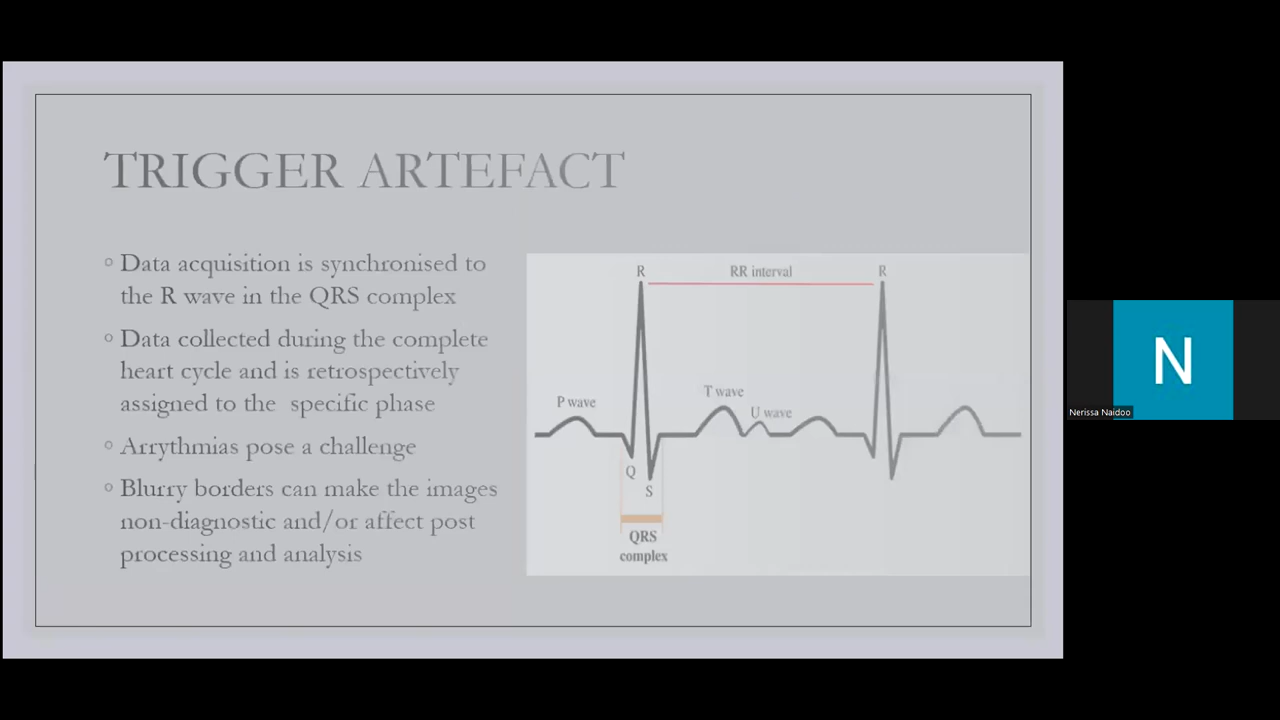 TRIGGER ARTEFACT
Data acquisition is synchronised to
the R wave in the QRS complex
Data collected during the complete
heart cycle and is retrospectively
assigned to the specific phase
Arrythmias pose a challenge
Blurry borders can make the images
non-diagnostic and/or affect post
processing and analysis
R
RR interval
R
P wave
T wave
U wave
Q
S
QRS
complex
N
Nerissa Naidoo